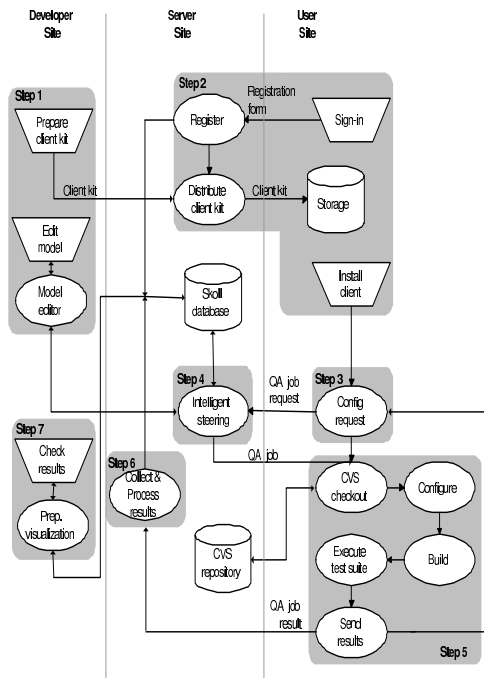 Developer
Site
Server
Site
User
Site
Step 1
Prepare
client kit
Client kit
Edit
model
Model
editor
Step 2
Registration
form
Register
Sign-in
Distribute
client kit
Client kit
Storage
Install
client
Skolll
database
Step 4
Intelligent
steering
QA job
request
Step 3
Config
request
QA job
Step 7
Check
results
Prep.
visualization
Step 6
Collect &
Process
results
CVS
checkout
Configure
CVS
repository
Execute
test suite
Build
QA job
result
Send
results
Step 5